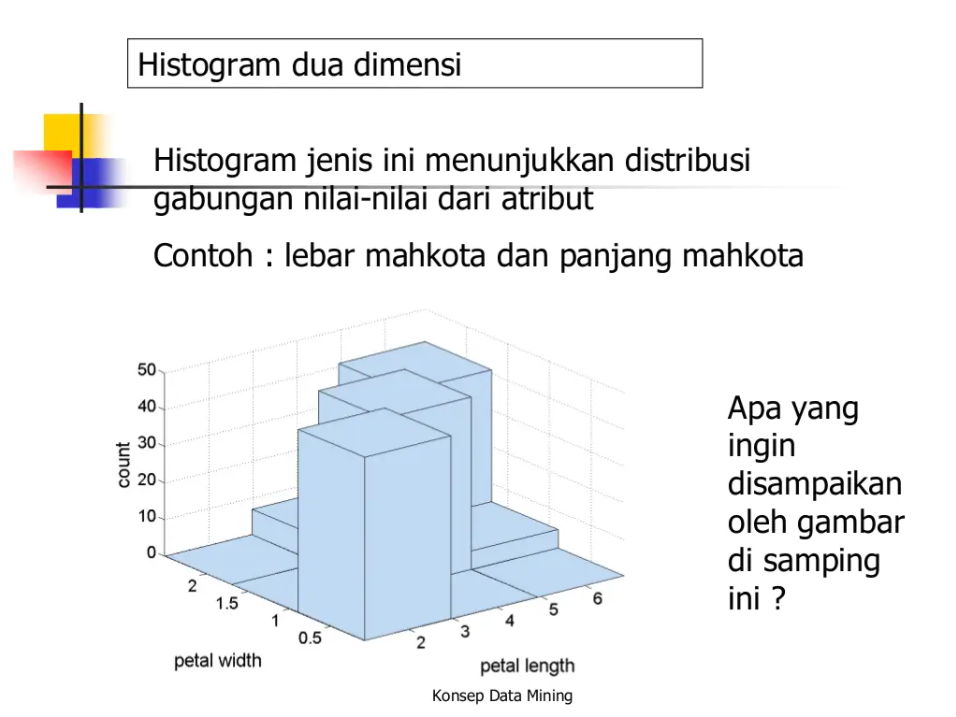 Histogram dua dimensi
Histogram jenis ini menunjukkan distribusi
gabungan nilai-nilai dari atribut
Contoh : lebar mahkota dan panjang mahkota
50
40
30
20
10
0
count
2
1.5
1
0.5
petal width
2
3
4
5
6
petal length
Apa yang
ingin
disampaikan
oleh gambar
di samping
ini ?
Konsep Data Mining